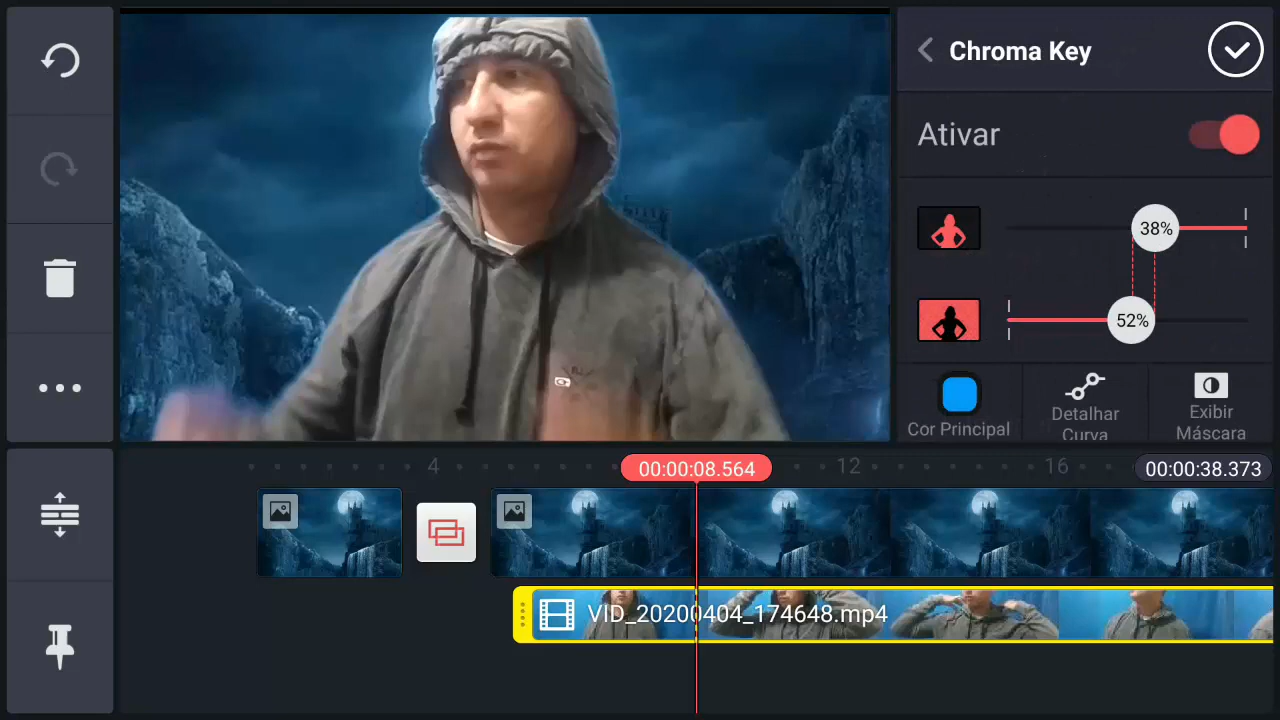 Chroma Key
Ativar
38%
52%
Cor Principal
Detalhar
Curva
Exibir
Máscara
4
00:00:08.564
12
16
00:00:38.373
VID_20200404_174648.mp4